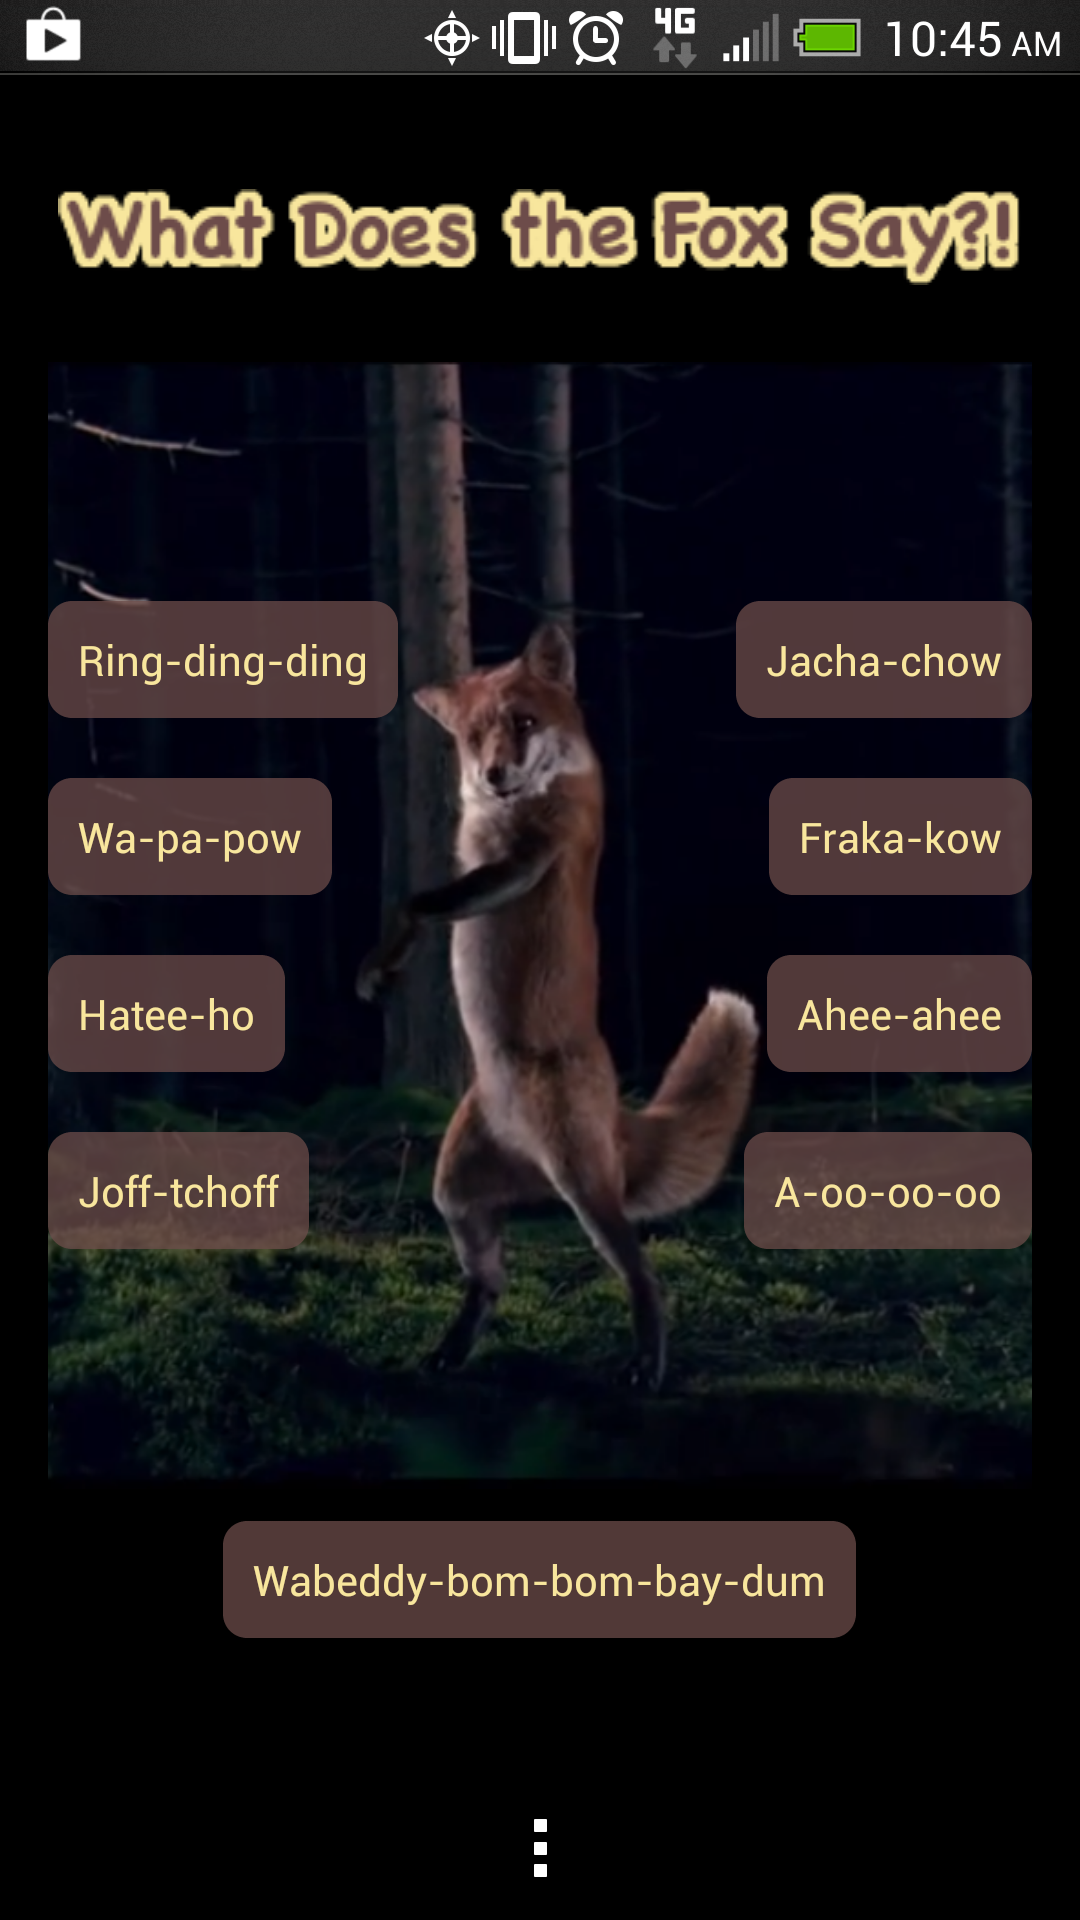 4G 10:45 AM
What Does the Fox Say?!
Ring-ding-ding
Jacha-chow
Wa-pa-pow
Fraka-kow
Hatee-ho
Ahee-ahee
Joff-tchoff
A-oo-oo-oo
Wabeddy-bom-bom-bay-dum